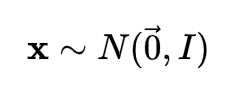 𝐱 ∼ N(0⃗, I)